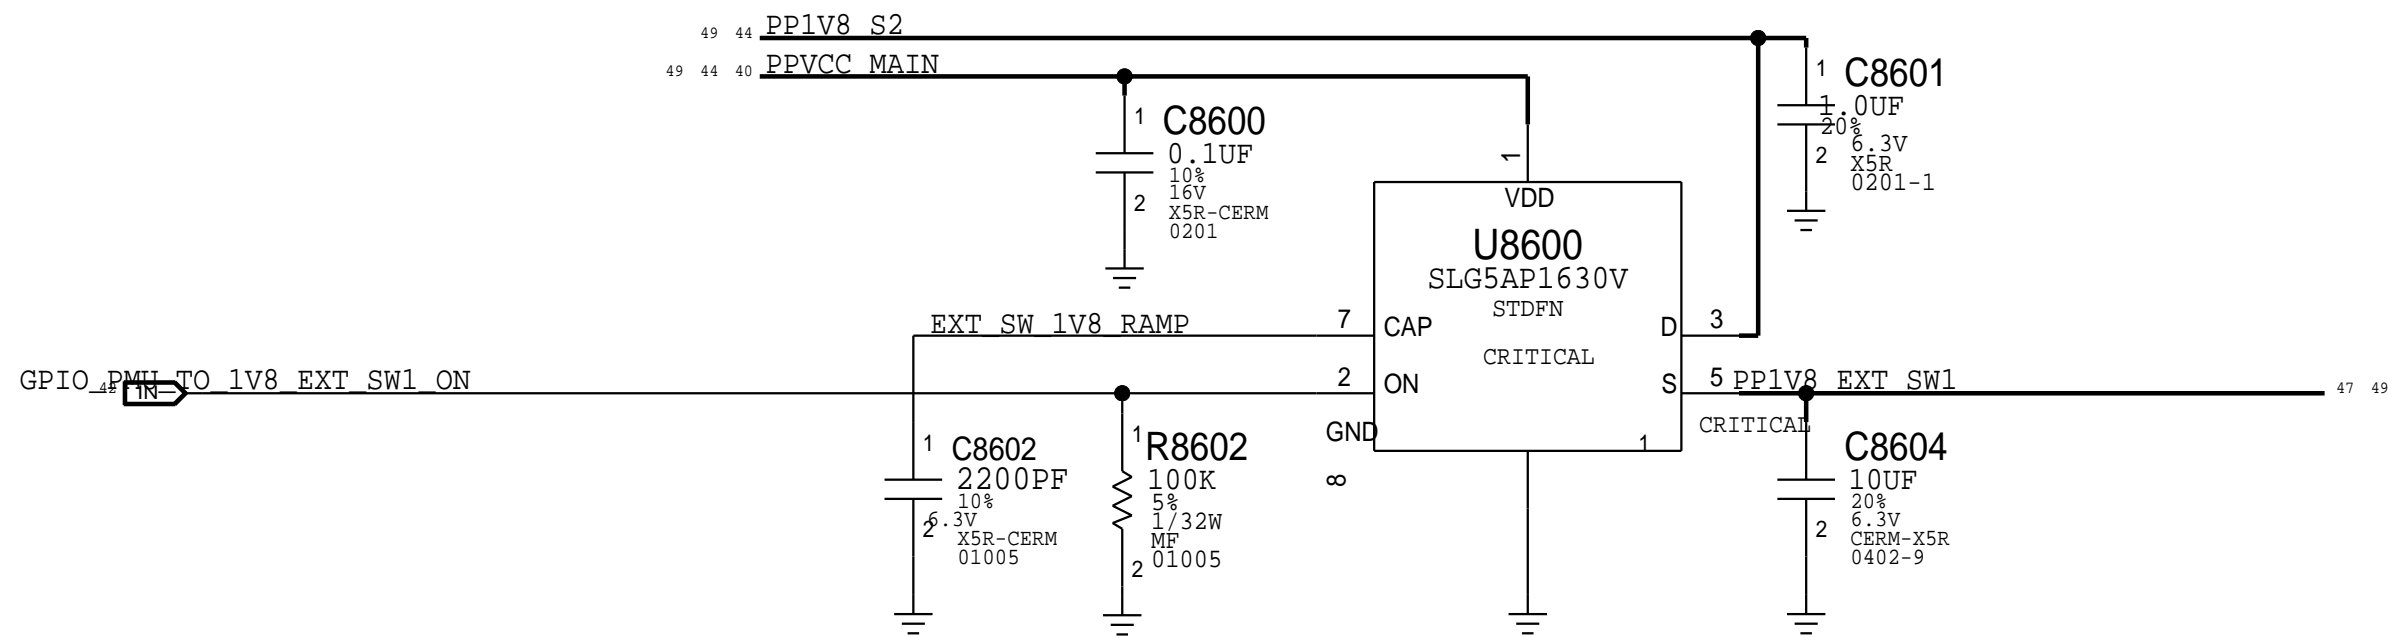 49 44 PP1V8_S2
49 44 40 PPVCC_MAIN
1 C8601
1.0UF
20%
6.3V
2 X5R
0201-1
1 C8600
0.1UF
10%
16V
2 X5R-CERM
0201
1
VDD
U8600
SLG5AP1630V
STDFN
CRITICAL
EXT_SW_1V8_RAMP 7 CAP
D 3
GPIO_PMU_TO_1V8_EXT_SW1_ON 42 IN
2 ON
S 5 PP1V8_EXT_SW1 47 49
GND
8
1
CRITICAL
1 C8602
2200PF
10%
6.3V
2
X5R-CERM
01005
1 R8602
100K
5%
1/32W
MF
2 01005
C8604
10UF
20%
6.3V
2 CERM-X5R
0402-9